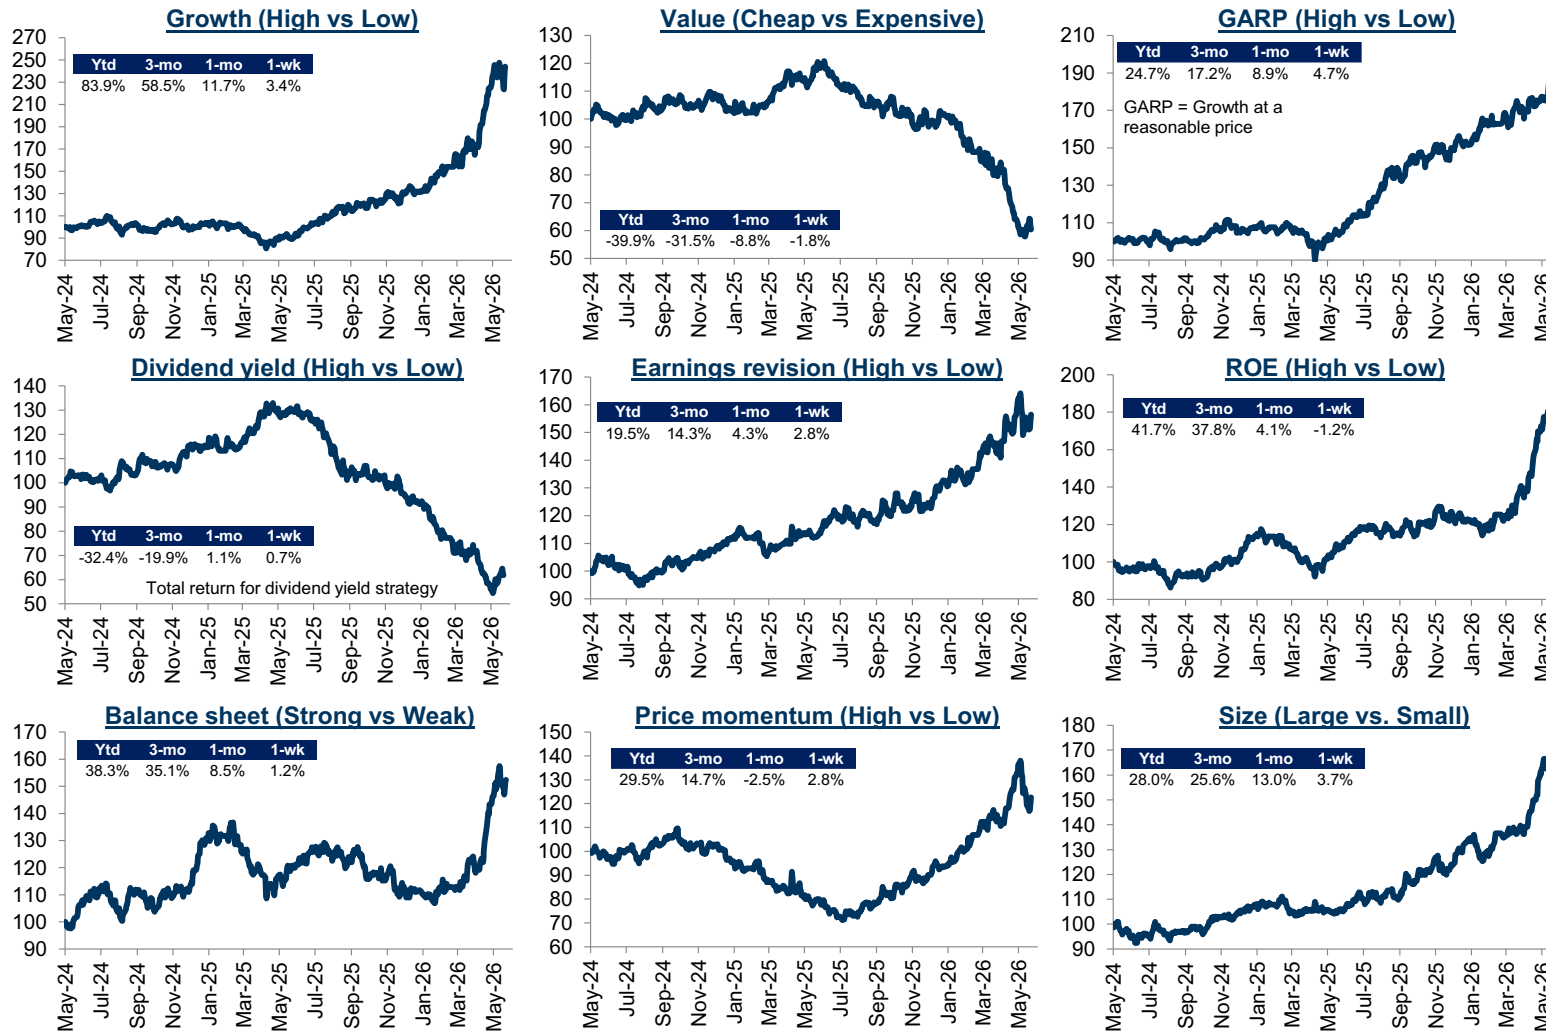 Growth (High vs Low)
270
250
230
210
190
170
150
130
110
90
70
Ytd 3-mo 1-mo 1-wk
83.9% 58.5% 11.7% 3.4%
May-24 Jul-24 Sep-24 Nov-24 Jan-25 Mar-25 May-25 Jul-25 Sep-25 Nov-25 Jan-26 Mar-26 May-26
Value (Cheap vs Expensive)
130
120
110
100
90
80
70
60
50
Ytd 3-mo 1-mo 1-wk
-39.9% -31.5% -8.8% -1.8%
May-24 Jul-24 Sep-24 Nov-24 Jan-25 Mar-25 May-25 Jul-25 Sep-25 Nov-25 Jan-26 Mar-26 May-26
GARP (High vs Low)
210
190
170
150
130
110
90
Ytd 3-mo 1-mo 1-wk
24.7% 17.2% 8.9% 4.7%
GARP = Growth at a
reasonable price
May-24 Jul-24 Sep-24 Nov-24 Jan-25 Mar-25 May-25 Jul-25 Sep-25 Nov-25 Jan-26 Mar-26 May-26
Dividend yield (High vs Low)
140
130
120
110
100
90
80
70
60
50
Ytd 3-mo 1-mo 1-wk
-32.4% -19.9% 1.1% 0.7%
Total return for dividend yield strategy
May-24 Jul-24 Sep-24 Nov-24 Jan-25 Mar-25 May-25 Jul-25 Sep-25 Nov-25 Jan-26 Mar-26 May-26
Earnings revision (High vs Low)
170
160
150
140
130
120
110
100
90
Ytd 3-mo 1-mo 1-wk
19.5% 14.3% 4.3% 2.8%
May-24 Jul-24 Sep-24 Nov-24 Jan-25 Mar-25 May-25 Jul-25 Sep-25 Nov-25 Jan-26 Mar-26 May-26
ROE (High vs Low)
200
180
160
140
120
100
80
Ytd 3-mo 1-mo 1-wk
41.7% 37.8% 4.1% -1.2%
May-24 Jul-24 Sep-24 Nov-24 Jan-25 Mar-25 May-25 Jul-25 Sep-25 Nov-25 Jan-26 Mar-26 May-26
Balance sheet (Strong vs Weak)
170
160
150
140
130
120
110
100
90
Ytd 3-mo 1-mo 1-wk
38.3% 35.1% 8.5% 1.2%
May-24 Jul-24 Sep-24 Nov-24 Jan-25 Mar-25 May-25 Jul-25 Sep-25 Nov-25 Jan-26 Mar-26 May-26
Price momentum (High vs Low)
150
140
130
120
110
100
90
80
70
60
Ytd 3-mo 1-mo 1-wk
29.5% 14.7% -2.5% 2.8%
May-24 Jul-24 Sep-24 Nov-24 Jan-25 Mar-25 May-25 Jul-25 Sep-25 Nov-25 Jan-26 Mar-26 May-26
Size (Large vs. Small)
180
170
160
150
140
130
120
110
100
90
Ytd 3-mo 1-mo 1-wk
28.0% 25.6% 13.0% 3.7%
May-24 Jul-24 Sep-24 Nov-24 Jan-25 Mar-25 May-25 Jul-25 Sep-25 Nov-25 Jan-26 Mar-26 May-26